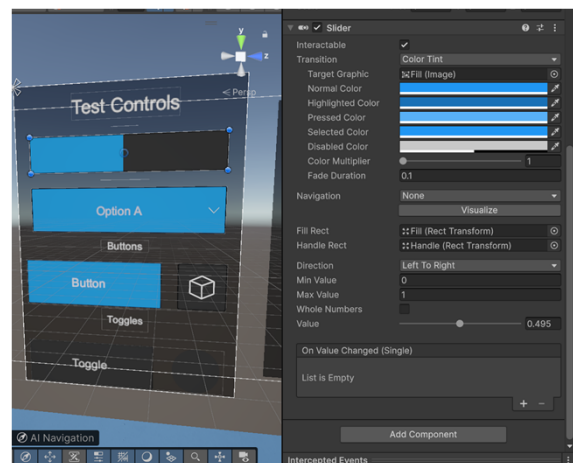 y
z
< Persp
Test Controls
Option A
Buttons
Button
Toggles
Toggle
AI Navigation
Slider
Interactable
Transition Color Tint
Target Graphic Fill (Image)
Normal Color
Highlighted Color
Pressed Color
Selected Color
Disabled Color
Color Multiplier 1
Fade Duration 0.1
Navigation None
Visualize
Fill Rect Fill (Rect Transform)
Handle Rect Handle (Rect Transform)
Direction Left To Right
Min Value 0
Max Value 1
Whole Numbers
Value 0.495
On Value Changed (Single)
List is Empty
+ −
Add Component
Intercepted Events